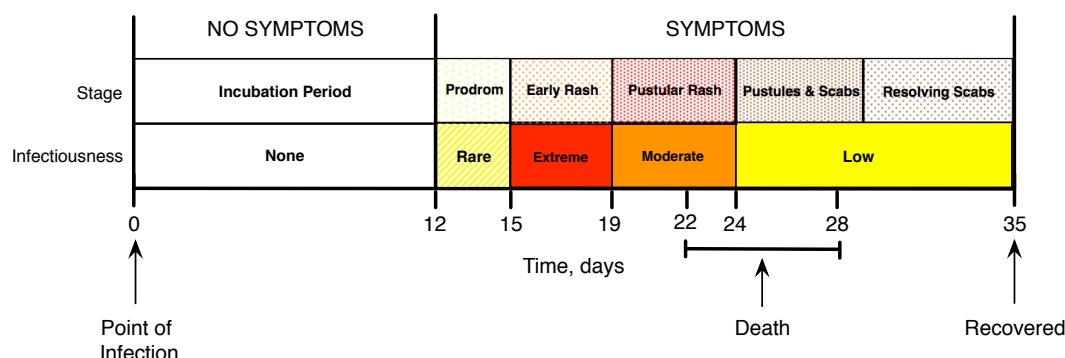 NO SYMPTOMS SYMPTOMS
Stage Incubation Period Prodrom Early Rash Pustular Rash Pustules & Scabs Resolving Scabs
Infectiousness None Rare Extreme Moderate Low
0 12 15 19 22 24 28 35
Time, days
Point of Infection
Death
Recovered